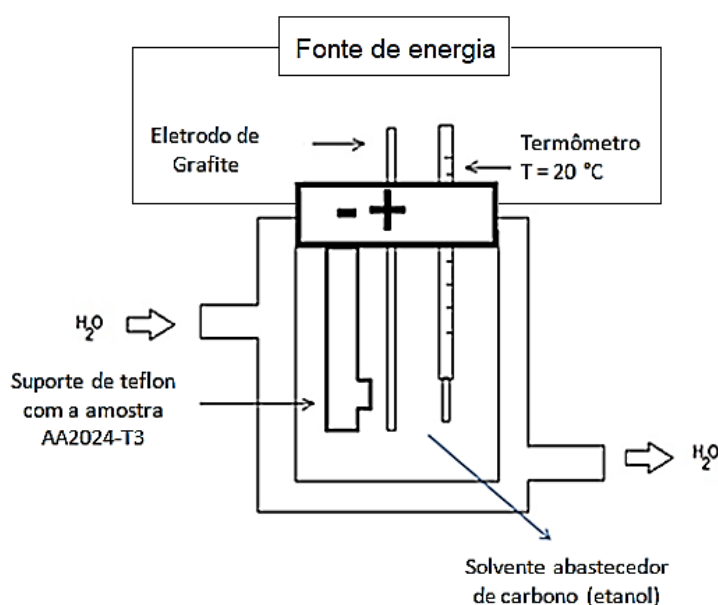 Fonte de energia
Eletrodo de
Grafite
Termômetro
T = 20 °C
- +
H₂O
Suporte de teflon
com a amostra
AA2024-T3
H₂O
Solvente abastecedor
de carbono (etanol)